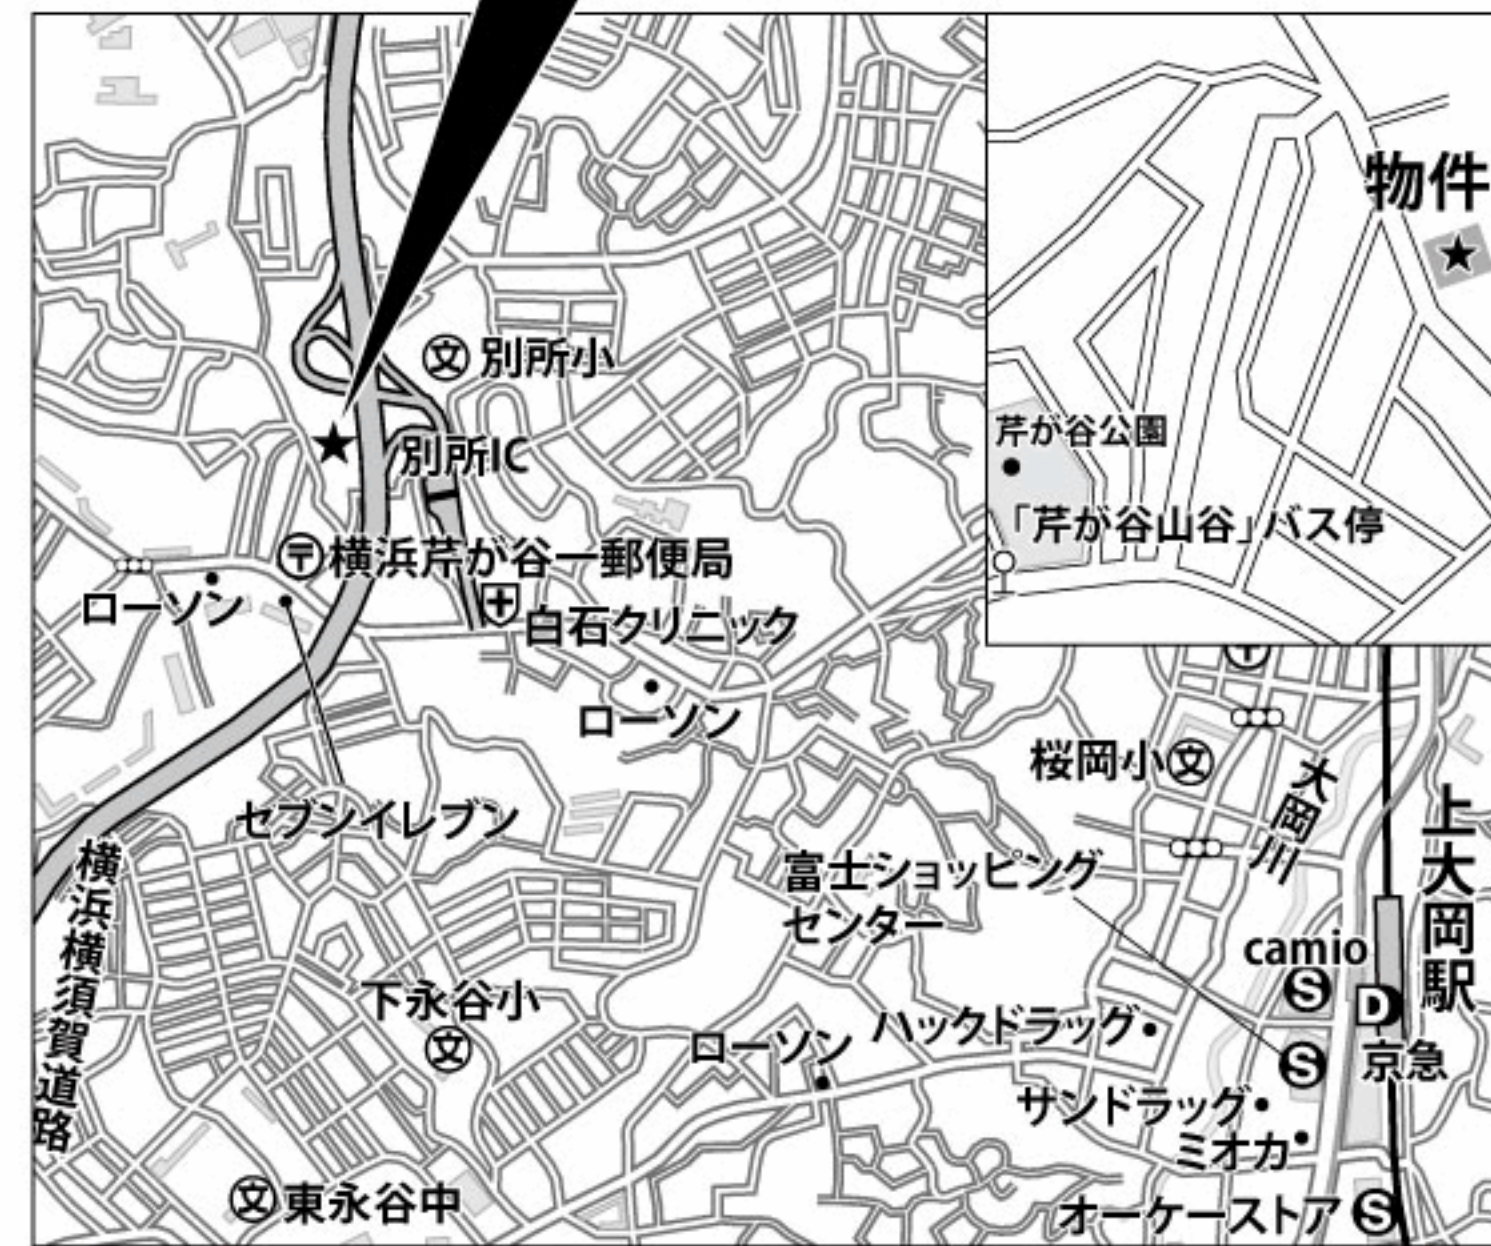 物件
別所小
芹が谷公園
別所IC
「芹が谷山谷」バス停
横浜芹が谷一郵便局
ローソン
白石クリニック
ローソン
桜岡小
大岡川
セブンイレブン
上大岡駅
横浜横須賀道路
富士ショッピング
センター
camio
S
下永谷小
D
ローソン
ハックドラッグ
S
京急
サンドラッグ
ミオカ
東永谷中
オーケーストア
S